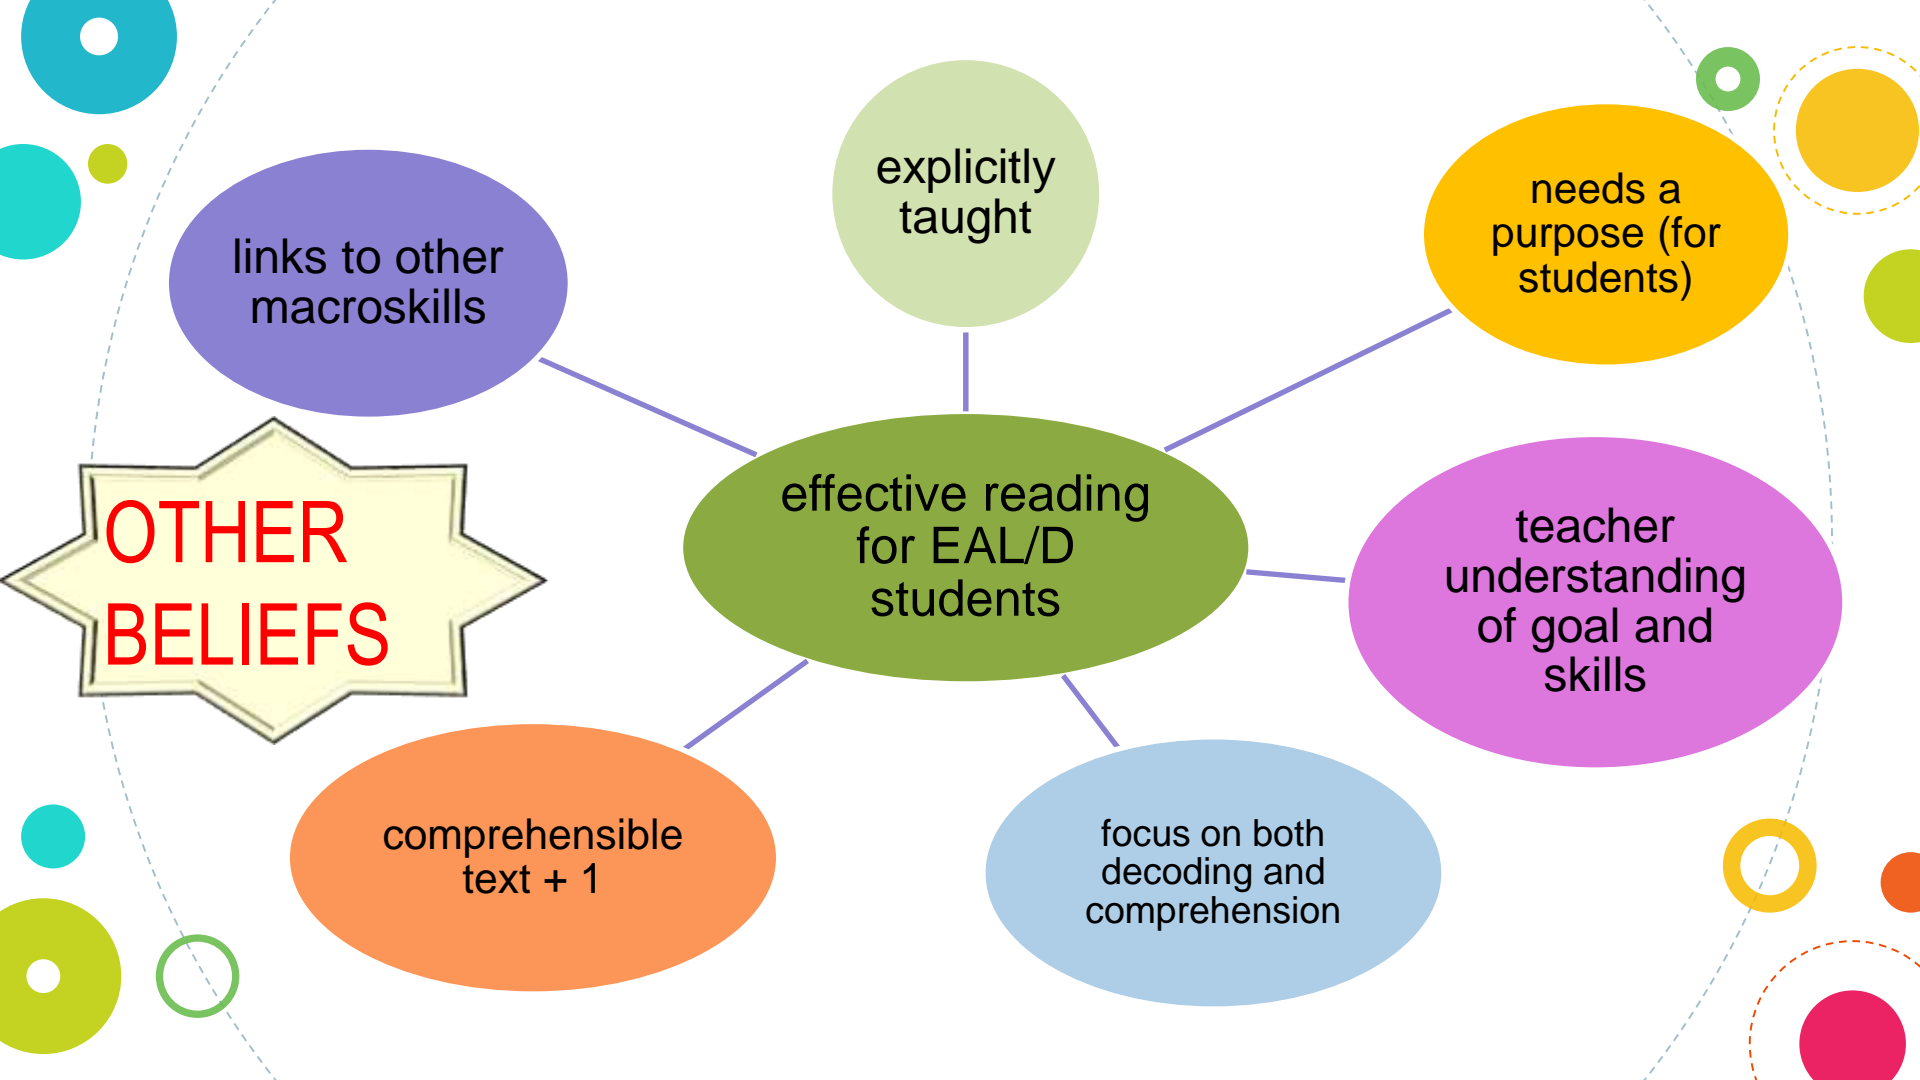 explicitly
taught
needs a
purpose (for
students)
links to other
macroskills
effective reading
for EAL/D
students
teacher
understanding
of goal and
skills
OTHER
BELIEFS
comprehensible
text + 1
focus on both
decoding and
comprehension